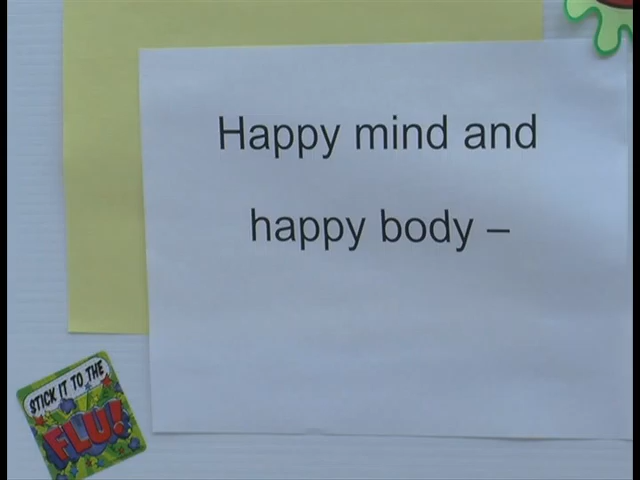 Happy mind and
happy body –
STICK IT TO THE
FLU!